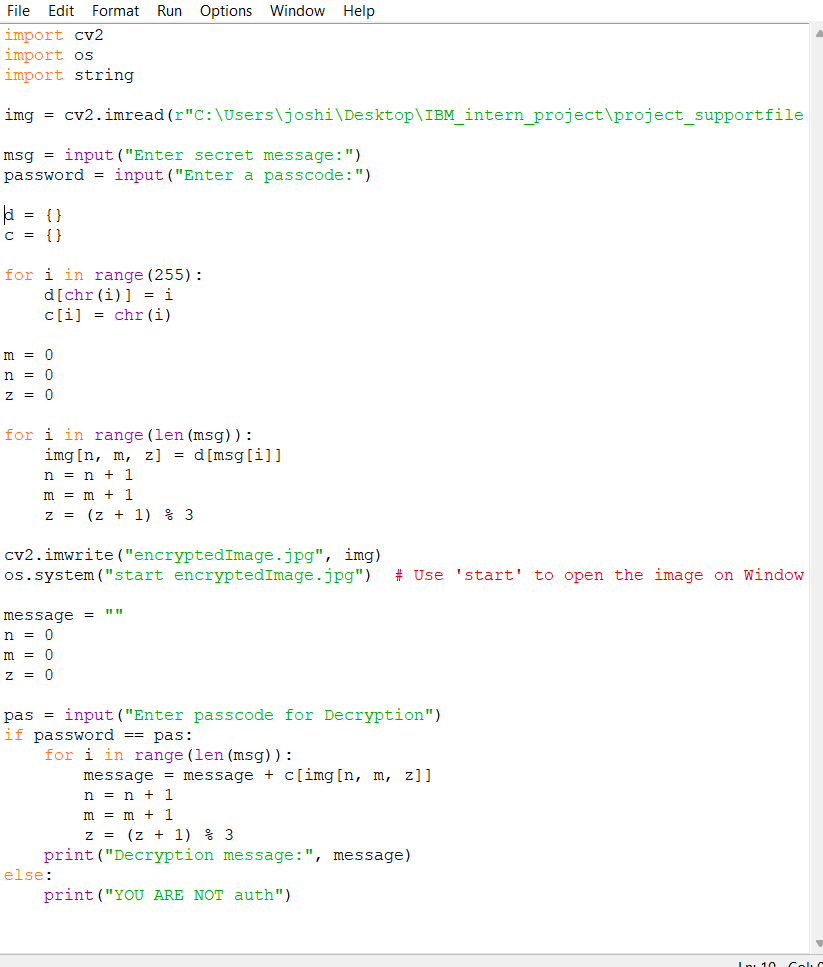 File Edit Format Run Options Window Help
import cv2
import os
import string
img = cv2.imread(r"C:\Users\joshi\Desktop\IBM_intern_project\project_supportfile
msg = input("Enter secret message:")
password = input("Enter a passcode:")
d = {}
c = {}
for i in range(255):
    d[chr(i)] = i
    c[i] = chr(i)
m = 0
n = 0
z = 0
for i in range(len(msg)):
    img[n, m, z] = d[msg[i]]
    n = n + 1
    m = m + 1
    z = (z + 1) % 3
cv2.imwrite("encryptedImage.jpg", img)
os.system("start encryptedImage.jpg")  # Use 'start' to open the image on Window
message = ""
n = 0
m = 0
z = 0
pas = input("Enter passcode for Decryption")
if password == pas:
    for i in range(len(msg)):
        message = message + c[img[n, m, z]]
        n = n + 1
        m = m + 1
        z = (z + 1) % 3
    print("Decryption message:", message)
else:
    print("YOU ARE NOT auth")